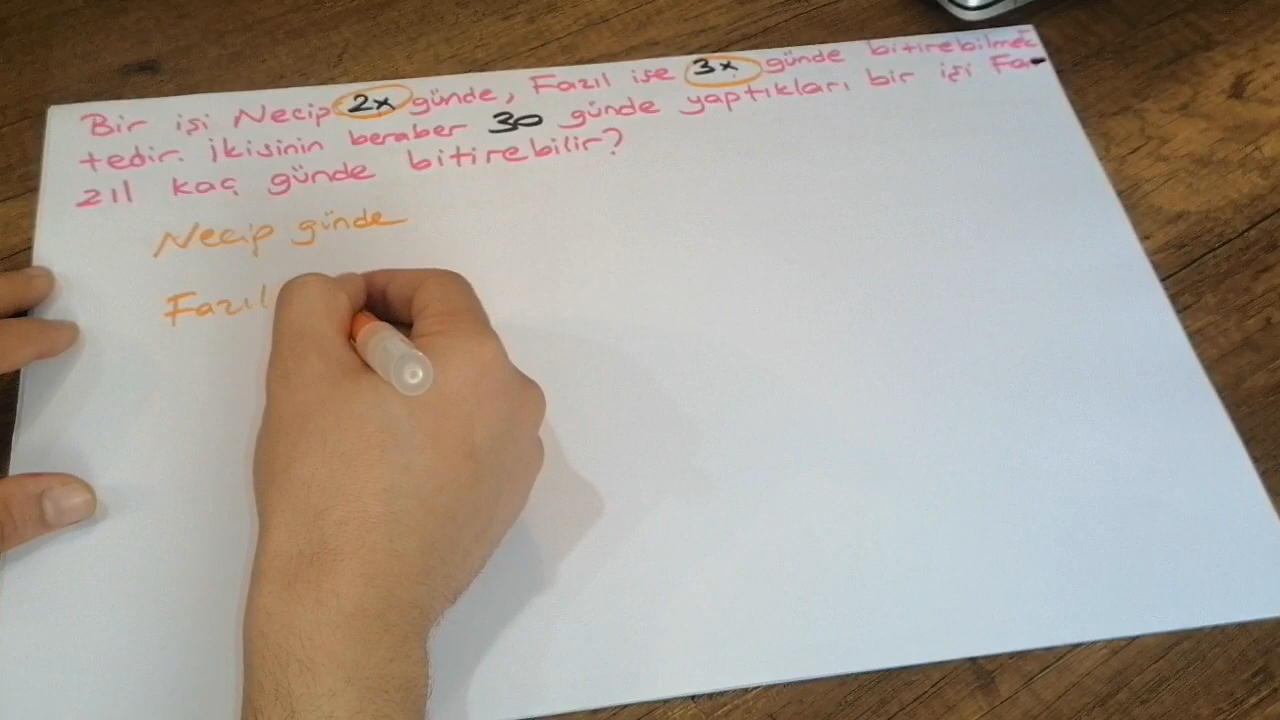 Bir işi Necip 2x günde, Fazıl ise 3x günde bitirebilmek
tedir. İkisinin beraber 30 günde yaptıkları bir işi Fa-
zıl kaç günde bitirebilir?
Necip günde
Fazıl